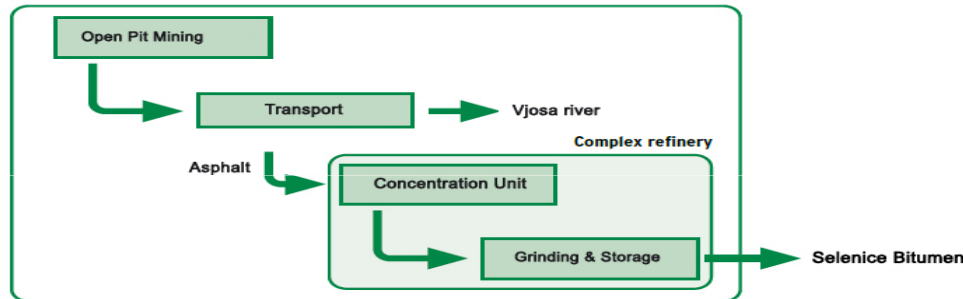 Open Pit Mining
Transport
Vjosa river
Complex refinery
Asphalt
Concentration Unit
Grinding & Storage
Selenice Bitumen